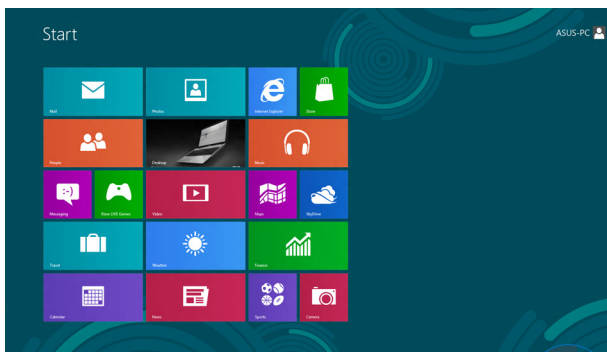 Start
ASUS-PC
Mail
Photos
Internet Explorer
Store
People
Desktop
Music
Messaging
Xbox LIVE Games
Video
Maps
SkyDrive
Travel
Weather
Finance
Calendar
News
Sports
Camera